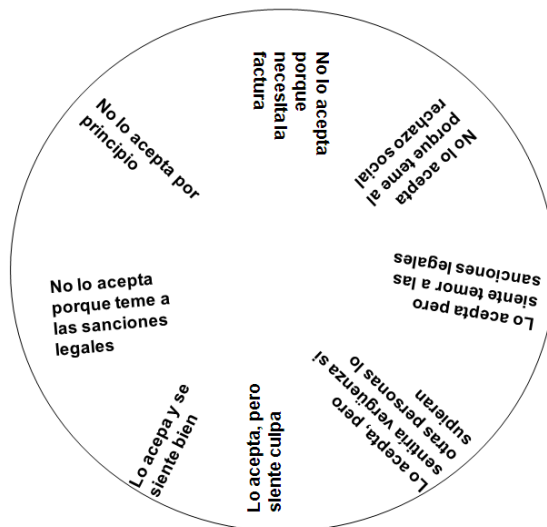 No lo acepta
porque
necesita la
factura
No lo acepta
porque teme al
rechazo social
Lo acepta pero
siente temor a las
sanciones legales
Lo acepta, pero
sentiría vergüenza si
otras personas lo
supieran
Lo acepta, pero
siente culpa
Lo acepa y se
siente bien
No lo acepta
porque teme a
las sanciones
legales
No lo acepta por
principio